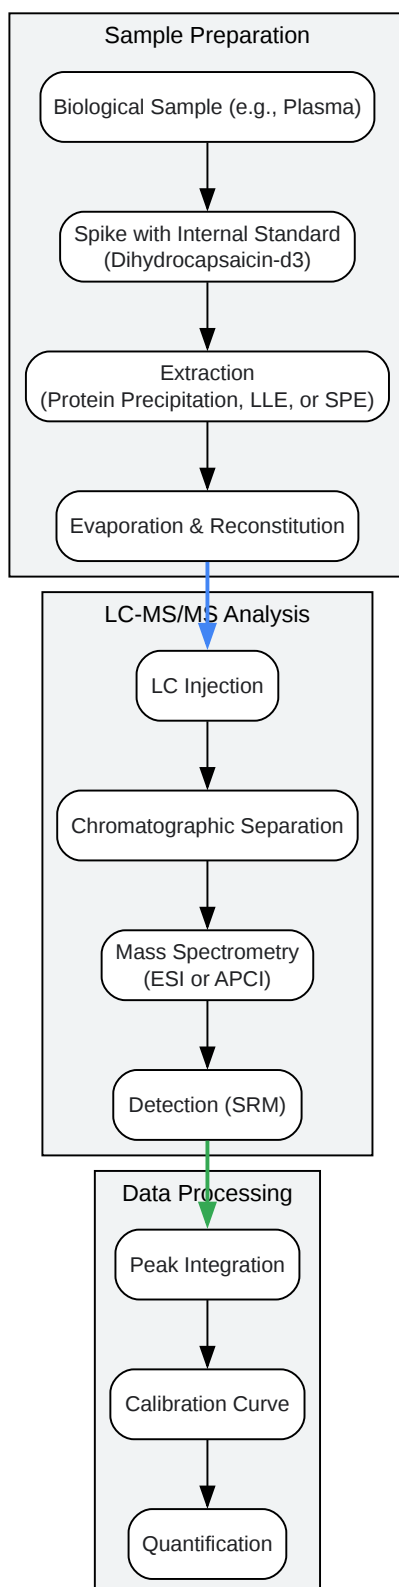 Sample Preparation
Biological Sample (e.g., Plasma)
Spike with Internal Standard
(Dihydrocapsaicin-d3)
Extraction
(Protein Precipitation, LLE, or SPE)
Evaporation & Reconstitution
LC-MS/MS Analysis
LC Injection
Chromatographic Separation
Mass Spectrometry
(ESI or APCI)
Detection (SRM)
Data Processing
Peak Integration
Calibration Curve
Quantification